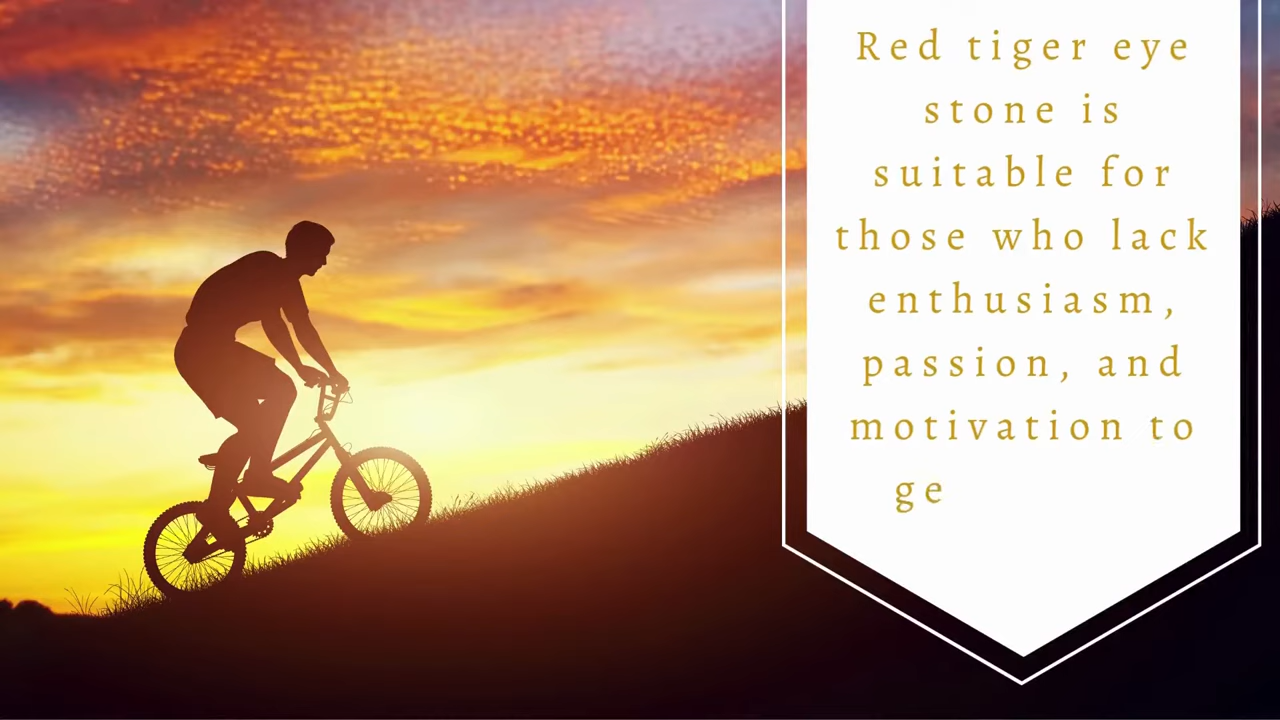 Red tiger eye
stone is
suitable for
those who lack
enthusiasm,
passion, and
motivation to
ge